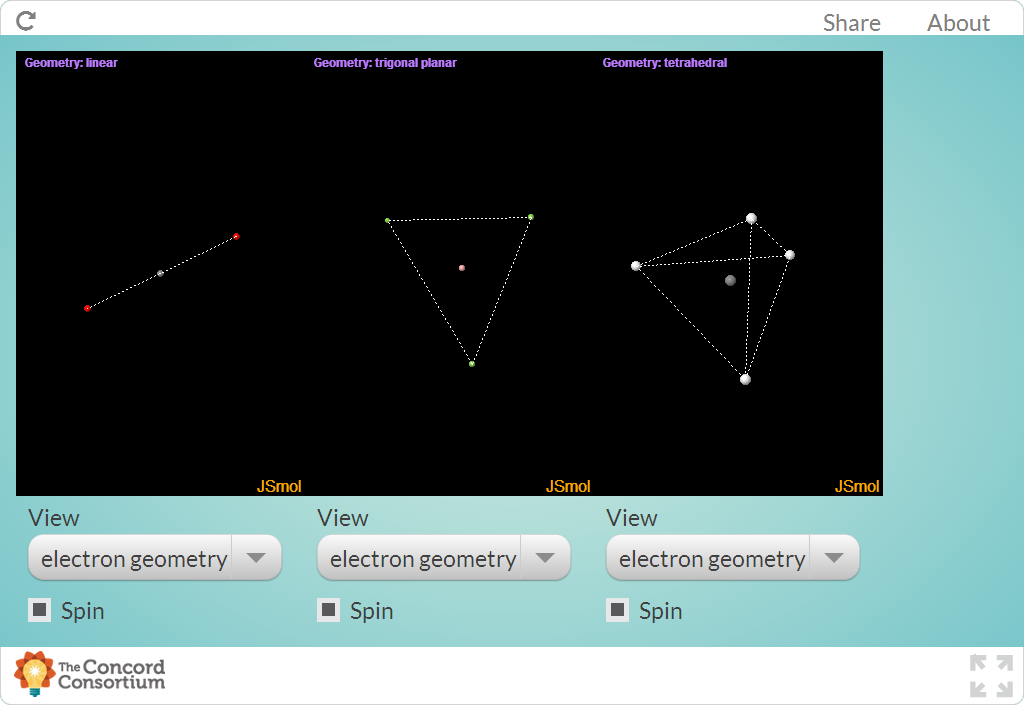 Share About
Geometry: linear
Geometry: trigonal planar
Geometry: tetrahedral
JSmol
JSmol
JSmol
View
View
View
electron geometry
electron geometry
electron geometry
Spin
Spin
Spin
The Concord
Consortium